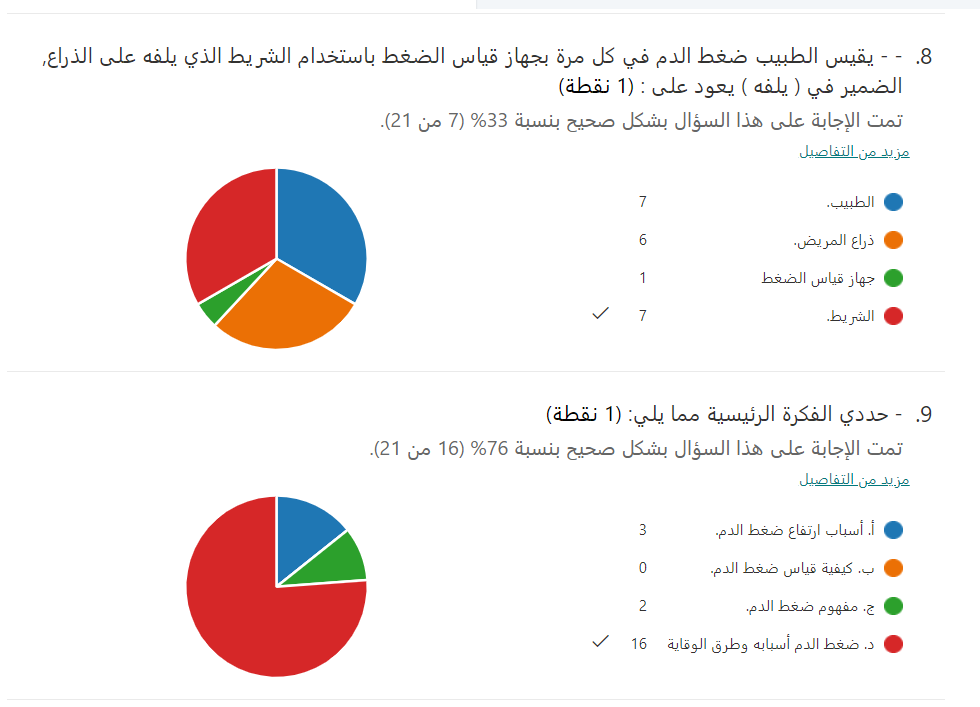 8. - - يقيس الطبيب ضغط الدم في كل مرة بجهاز قياس الضغط باستخدام الشريط الذي يلفه على الذراع,
الضمير في ( يلفه ) يعود على : (1 نقطة)
تمت الإجابة على هذا السؤال بشكل صحيح بنسبة 33% (7 من 21).
مزيد من التفاصيل
الطبيب. 7
ذراع المريض. 6
جهاز قياس الضغط 1
الشريط. 7 ✓
9. - حددي الفكرة الرئيسية مما يلي: (1 نقطة)
تمت الإجابة على هذا السؤال بشكل صحيح بنسبة 76% (16 من 21).
مزيد من التفاصيل
أ. أسباب ارتفاع ضغط الدم. 3
ب. كيفية قياس ضغط الدم. 0
ج. مفهوم ضغط الدم. 2
د. ضغط الدم أسبابه وطرق الوقاية 16 ✓